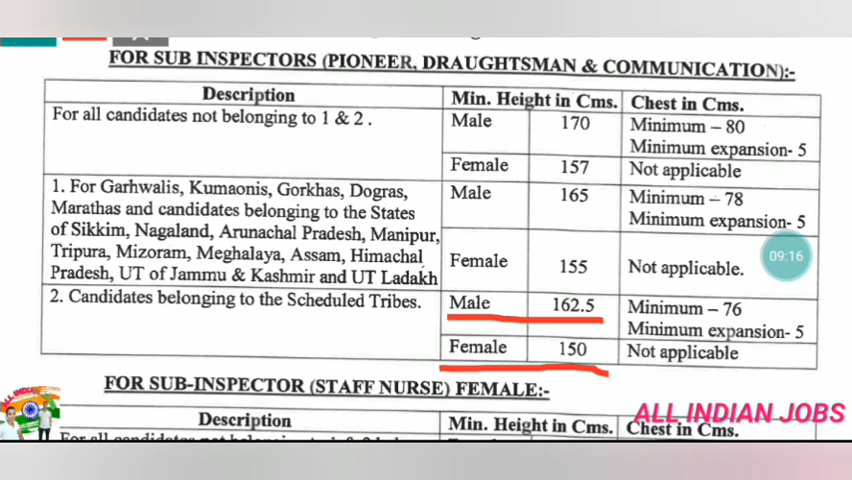 FOR SUB INSPECTORS (PIONEER, DRAUGHTSMAN & COMMUNICATION):-
Description Min. Height in Cms. Chest in Cms.
For all candidates not belonging to 1 & 2 . Male 170 Minimum – 80
Minimum expansion- 5
Female 157 Not applicable
1. For Garhwalis, Kumaonis, Gorkhas, Dogras, Male 165 Minimum – 78
Marathas and candidates belonging to the States Minimum expansion- 5
of Sikkim, Nagaland, Arunachal Pradesh, Manipur,
Tripura, Mizoram, Meghalaya, Assam, Himachal Female 155 Not applicable.
Pradesh, UT of Jammu & Kashmir and UT Ladakh
09:16
2. Candidates belonging to the Scheduled Tribes. Male 162.5 Minimum – 76
Minimum expansion- 5
Female 150 Not applicable
FOR SUB-INSPECTOR (STAFF NURSE) FEMALE:-
ALL INDIAN JOBS
Description Min. Height in Cms. Chest in Cms.
For all candidates not belonging to